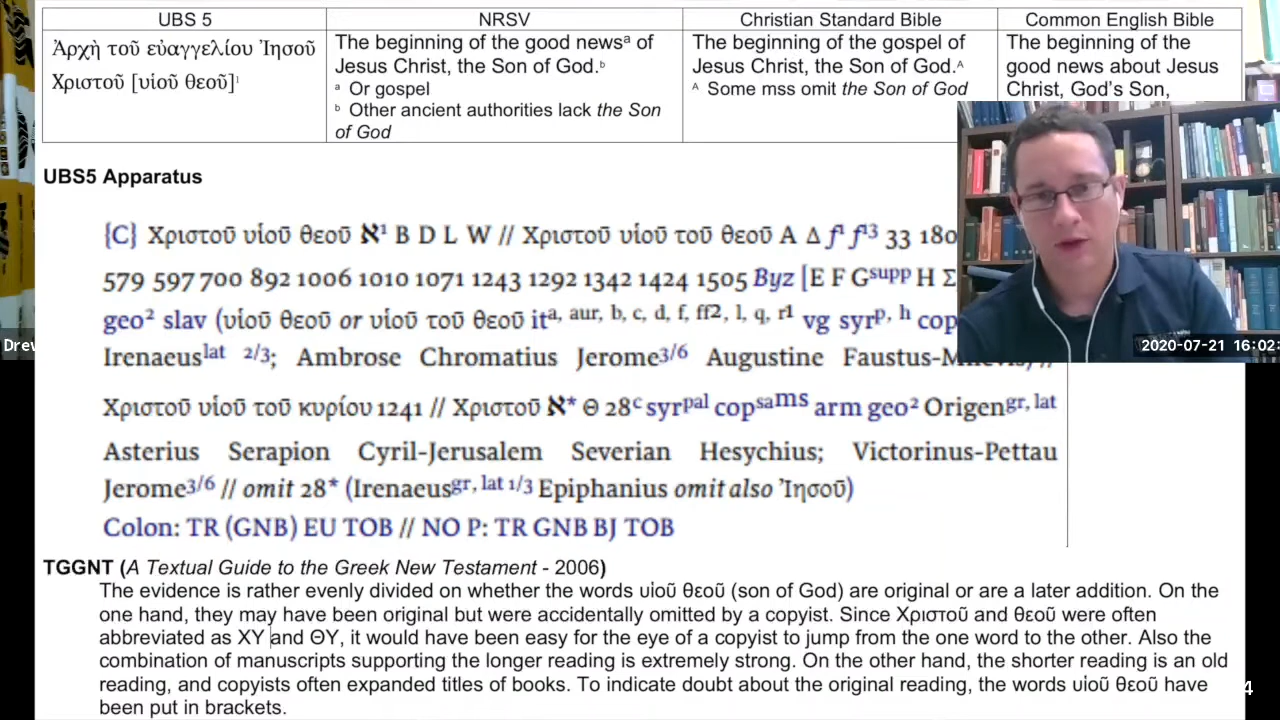 UBS 5
NRSV
Christian Standard Bible
Common English Bible
Ἀρχὴ τοῦ εὐαγγελίου Ἰησοῦ
Χριστοῦ [υἱοῦ θεοῦ]¹
The beginning of the good newsᵃ of
Jesus Christ, the Son of God.ᵇ
ᵃ Or gospel
ᵇ Other ancient authorities lack the Son
of God
The beginning of the gospel of
Jesus Christ, the Son of God.ᴬ
ᴬ Some mss omit the Son of God
The beginning of the
good news about Jesus
Christ, God’s Son,
UBS5 Apparatus
{C} Χριστοῦ υἱοῦ θεοῦ ℵ¹ B D L W // Χριστοῦ υἱοῦ τοῦ θεοῦ A Δ f¹ f¹³ 33 180
579 597 700 892 1006 1010 1071 1243 1292 1342 1424 1505 Byz [E F Gsupp H Σ
geo² slav (υἱοῦ θεοῦ or υἱοῦ τοῦ θεοῦ ita, aur, b, c, d, f, ff2, l, q, r1 vg syrp, h cop
Irenaeuslat 2/3; Ambrose Chromatius Jerome3/6 Augustine Faustus-
Χριστοῦ υἱοῦ τοῦ κυρίου 1241 // Χριστοῦ ℵ* Θ 28ᶜ syrpal copsams arm geo² Origengr, lat
Asterius Serapion Cyril-Jerusalem Severian Hesychius; Victorinus-Pettau
Jerome3/6 // omit 28* (Irenaeusgr, lat 1/3 Epiphanius omit also Ἰησοῦ)
Colon: TR (GNB) EU TOB // NO P: TR GNB BJ TOB
TGGNT (A Textual Guide to the Greek New Testament - 2006)
The evidence is rather evenly divided on whether the words υἱοῦ θεοῦ (son of God) are original or are a later addition. On the
one hand, they may have been original but were accidentally omitted by a copyist. Since Χριστοῦ and θεοῦ were often
abbreviated as ΧΥ and ΘΥ, it would have been easy for the eye of a copyist to jump from the one word to the other. Also the
combination of manuscripts supporting the longer reading is extremely strong. On the other hand, the shorter reading is an old
reading, and copyists often expanded titles of books. To indicate doubt about the original reading, the words υἱοῦ θεοῦ have
been put in brackets.
Drew
2020-07-21 16:02:
4